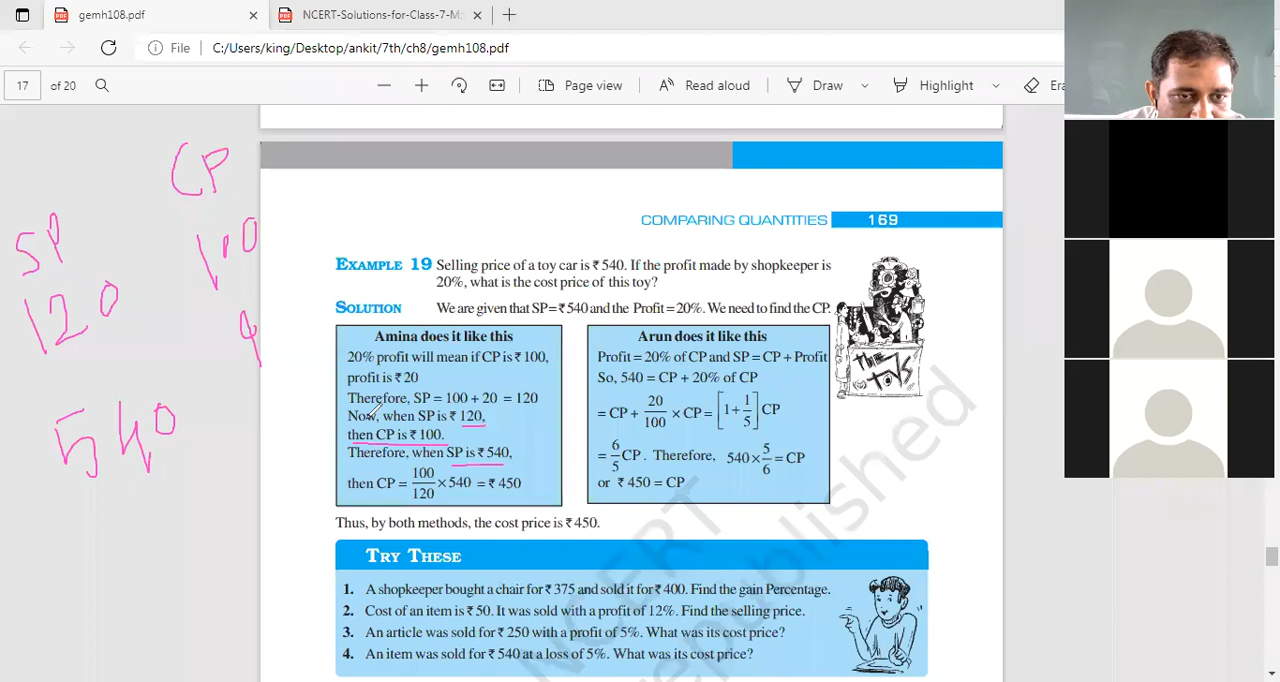 gemh108.pdf
NCERT-Solutions-for-Class-7-Ma
File C:/Users/king/Desktop/ankit/7th/ch8/gemh108.pdf
17 of 20 Page view Read aloud Draw Highlight Era
COMPARING QUANTITIES 169
CP
SP
100
120
4
540
EXAMPLE 19 Selling price of a toy car is ₹ 540. If the profit made by shopkeeper is
20%, what is the cost price of this toy?
SOLUTION We are given that SP = ₹ 540 and the Profit = 20%. We need to find the CP.
Amina does it like this
20% profit will mean if CP is ₹ 100,
profit is ₹ 20
Therefore, SP = 100 + 20 = 120
Now, when SP is ₹ 120,
then CP is ₹ 100.
Therefore, when SP is ₹ 540,
then CP = 100/120 × 540 = ₹ 450
Arun does it like this
Profit = 20% of CP and SP = CP + Profit
So, 540 = CP + 20% of CP
= CP + 20/100 × CP = [1 + 1/5] CP
= 6/5 CP. Therefore, 540 × 5/6 = CP
or ₹ 450 = CP
THE TOYS
Thus, by both methods, the cost price is ₹ 450.
TRY THESE
1. A shopkeeper bought a chair for ₹ 375 and sold it for ₹ 400. Find the gain Percentage.
2. Cost of an item is ₹ 50. It was sold with a profit of 12%. Find the selling price.
3. An article was sold for ₹ 250 with a profit of 5%. What was its cost price?
4. An item was sold for ₹ 540 at a loss of 5%. What was its cost price?
NCERT
republished